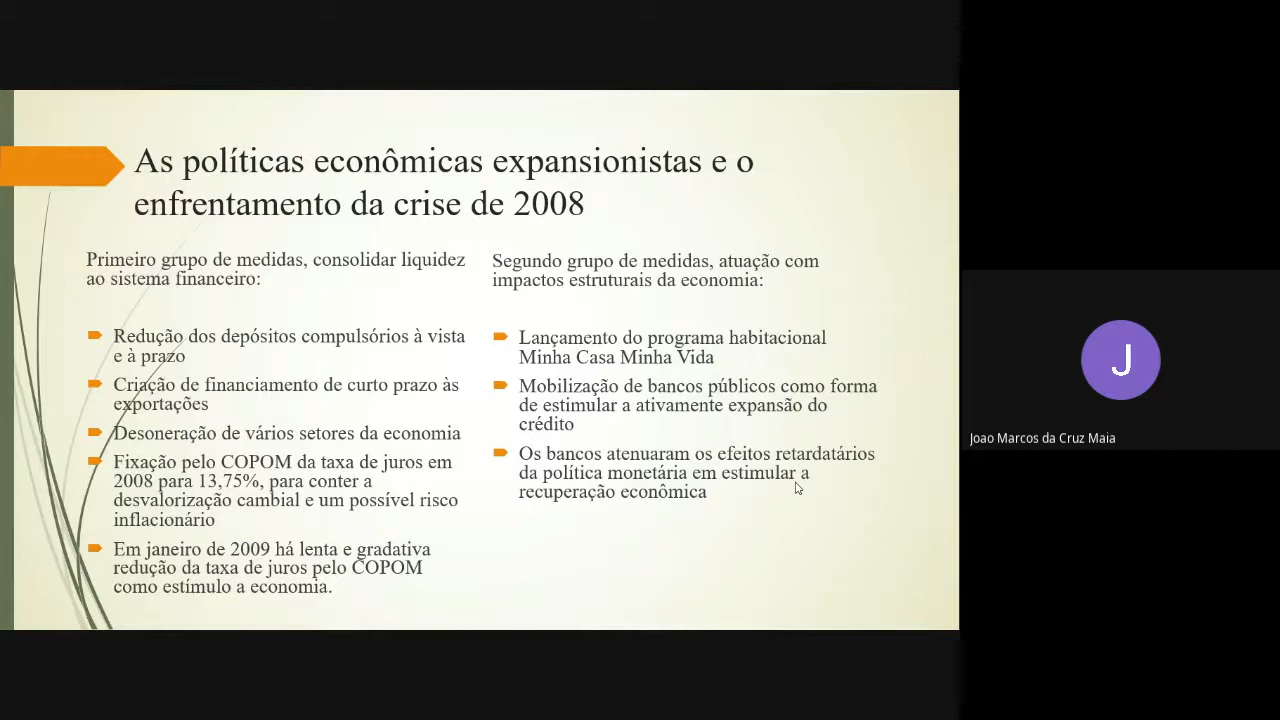 As políticas econômicas expansionistas e o
enfrentamento da crise de 2008
Primeiro grupo de medidas, consolidar liquidez
ao sistema financeiro:
Redução dos depósitos compulsórios à vista
e à prazo
Criação de financiamento de curto prazo às
exportações
Desoneração de vários setores da economia
Fixação pelo COPOM da taxa de juros em
2008 para 13,75%, para conter a
desvalorização cambial e um possível risco
inflacionário
Em janeiro de 2009 há lenta e gradativa
redução da taxa de juros pelo COPOM
como estímulo a economia.
Segundo grupo de medidas, atuação com
impactos estruturais da economia:
Lançamento do programa habitacional
Minha Casa Minha Vida
Mobilização de bancos públicos como forma
de estimular a ativamente expansão do
crédito
Os bancos atenuaram os efeitos retardatários
da política monetária em estimular a
recuperação econômica
J
Joao Marcos da Cruz Maia